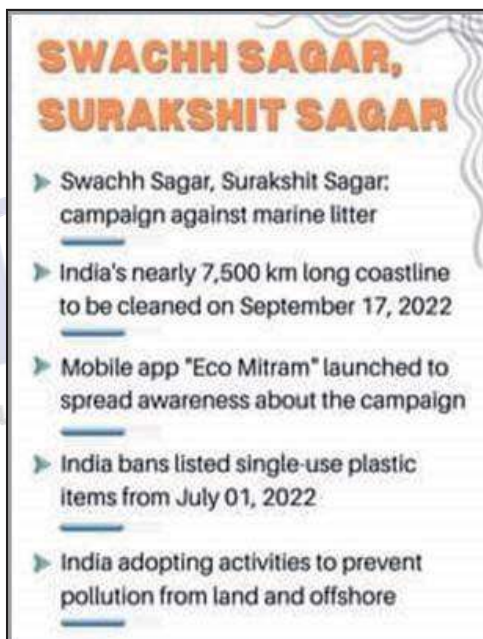 SWACHH SAGAR,
SURAKSHIT SAGAR
Swachh Sagar, Surakshit Sagar:
campaign against marine litter
India's nearly 7,500 km long coastline
to be cleaned on September 17, 2022
Mobile app "Eco Mitram" launched to
spread awareness about the campaign
India bans listed single-use plastic
items from July 01, 2022
India adopting activities to prevent
pollution from land and offshore